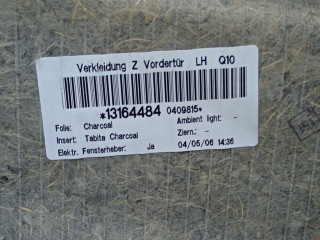 Verkleidung Z Vordertür LH Q10
*13164484 0409815*
Folie: Charcoal Ambient light: -
Insert: Tabita Charcoal Ziern.: -
Elektr. Fensterheber: Ja 04/05/06 14:36